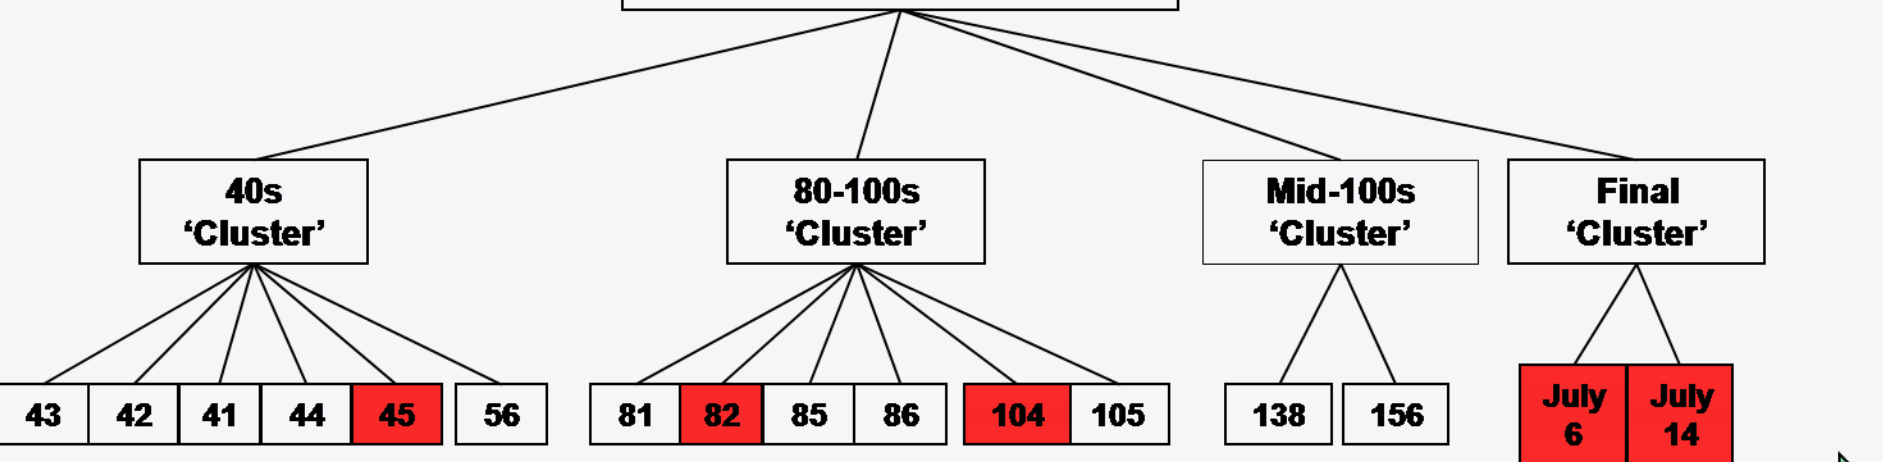 40s
‘Cluster’
80-100s
‘Cluster’
Mid-100s
‘Cluster’
Final
‘Cluster’
43 42 41 44 45 56 81 82 85 86 104 105 138 156
July
6
July
14